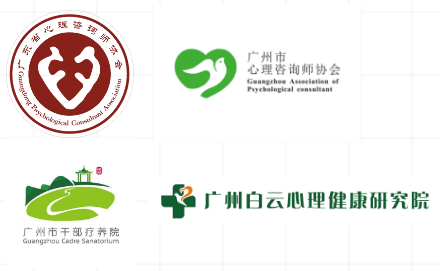 广东省心理咨询师协会
Guangdong Psychological Consultant Association
广州市
心理咨询师协会
Guangzhou Association of
Psychological consultant
广州市干部疗养院
Guangzhou Cadre Sanatorium
广州白云心理健康研究院